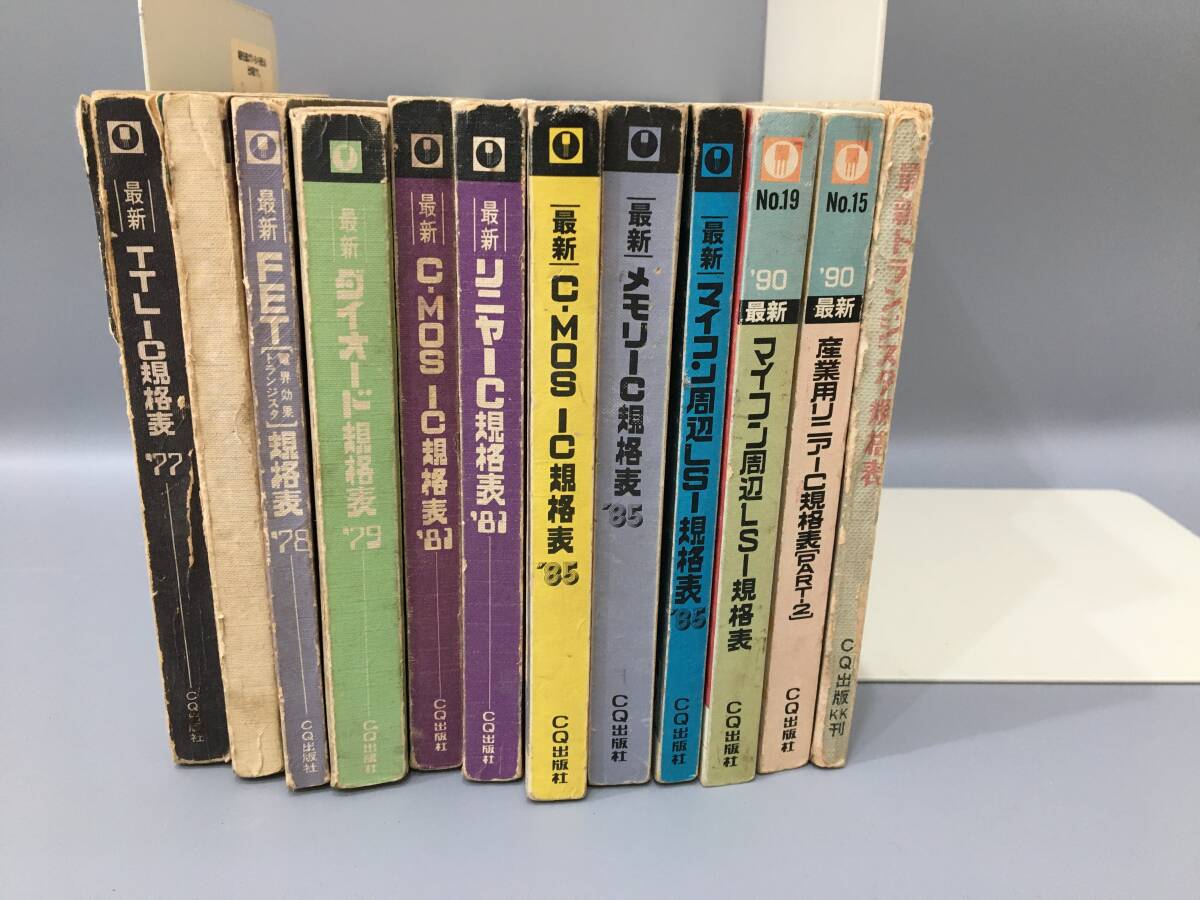 最新
TTL IC規格表
'77
CQ出版社
最新
FET
[電界効果
トランジスタ]
規格表
'78
CQ出版社
最新
ダイオード規格表
'79
CQ出版社
最新
C-MOS IC規格表
'81
CQ出版社
最新
リニヤIC規格表
'81
CQ出版社
最新
C-MOS IC規格表
'85
CQ出版社
最新
メモリーIC規格表
'85
CQ出版社
最新
マイコン周辺LSI規格表
'85
CQ出版社
No.19
'90
最新
マイコン周辺LSI規格表
CQ出版社
No.15
'90
最新
産業用リニアIC規格表[PART-2]
CQ出版社
最新トランジスタ規格表
CQ出版KK刊